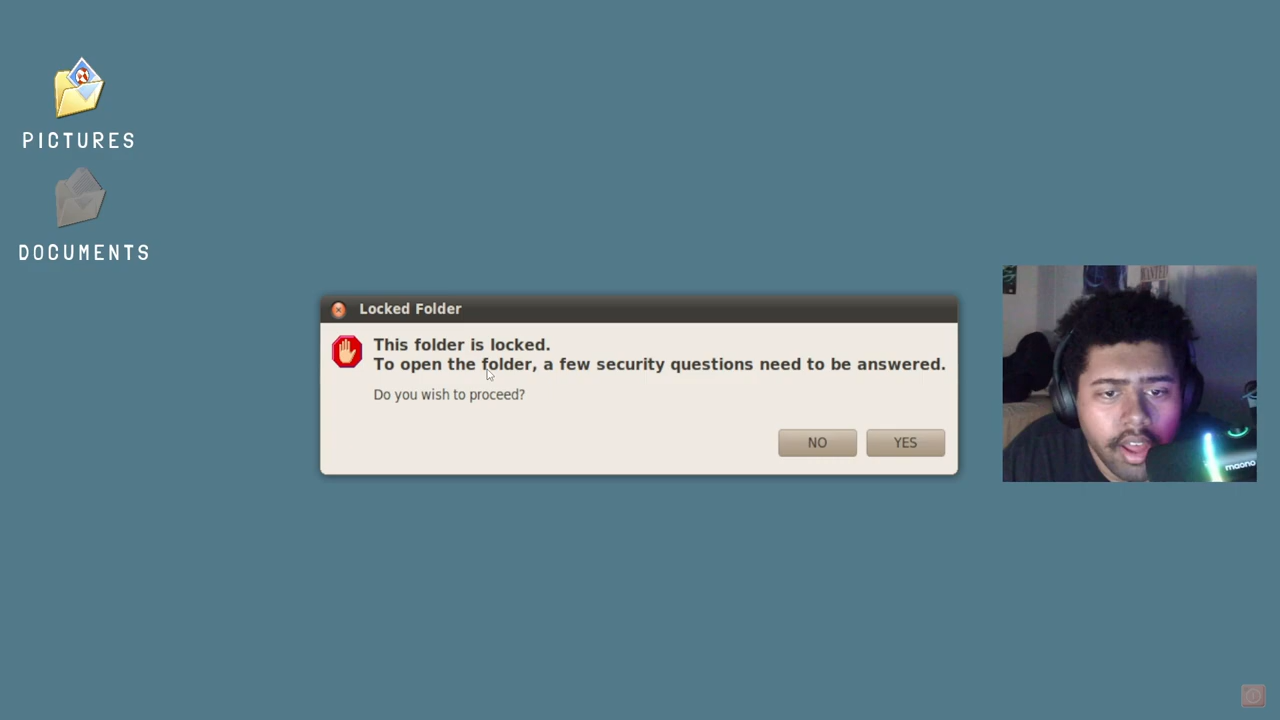 PICTURES
DOCUMENTS
Locked Folder
This folder is locked.
To open the folder, a few security questions need to be answered.
Do you wish to proceed?
NO
YES
maono